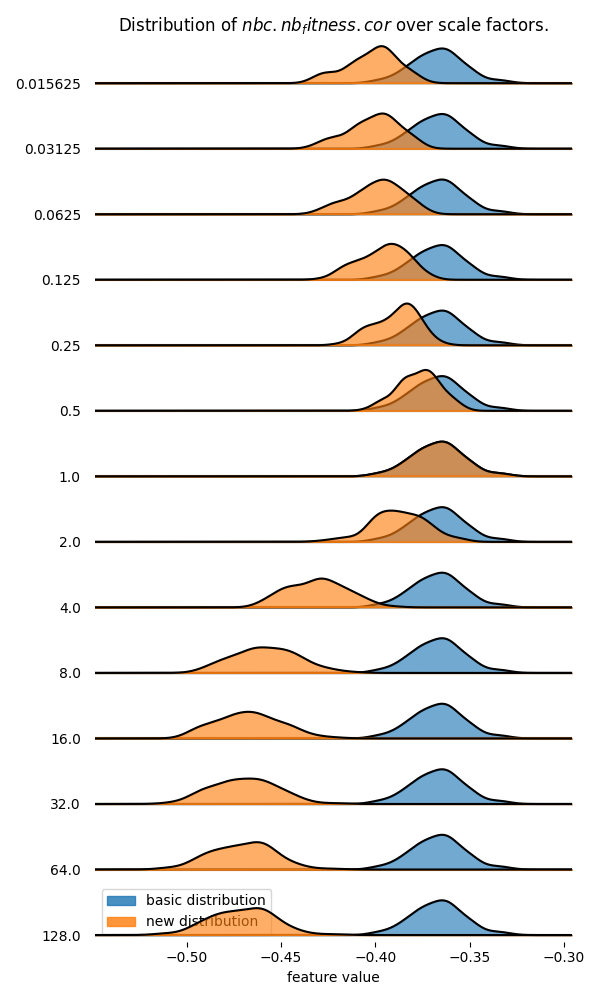 Distribution of nbc.nb_fitness.cor over scale factors.
0.015625
0.03125
0.0625
0.125
0.25
0.5
1.0
2.0
4.0
8.0
16.0
32.0
64.0
128.0
basic distribution
new distribution
−0.50 −0.45 −0.40 −0.35 −0.30
feature value